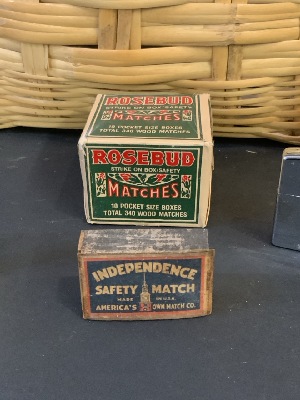 ROSEBUD
STRIKE ON BOX·SAFETY
MATCHES
18 POCKET SIZE BOXES
TOTAL 340 WOOD MATCHES
ROSEBUD
STRIKE ON BOX·SAFETY
MATCHES
18 POCKET SIZE BOXES
TOTAL 340 WOOD MATCHES
INDEPENDENCE
SAFETY MATCH
MADE IN U.S.A.
AMERICA'S OWN MATCH CO.